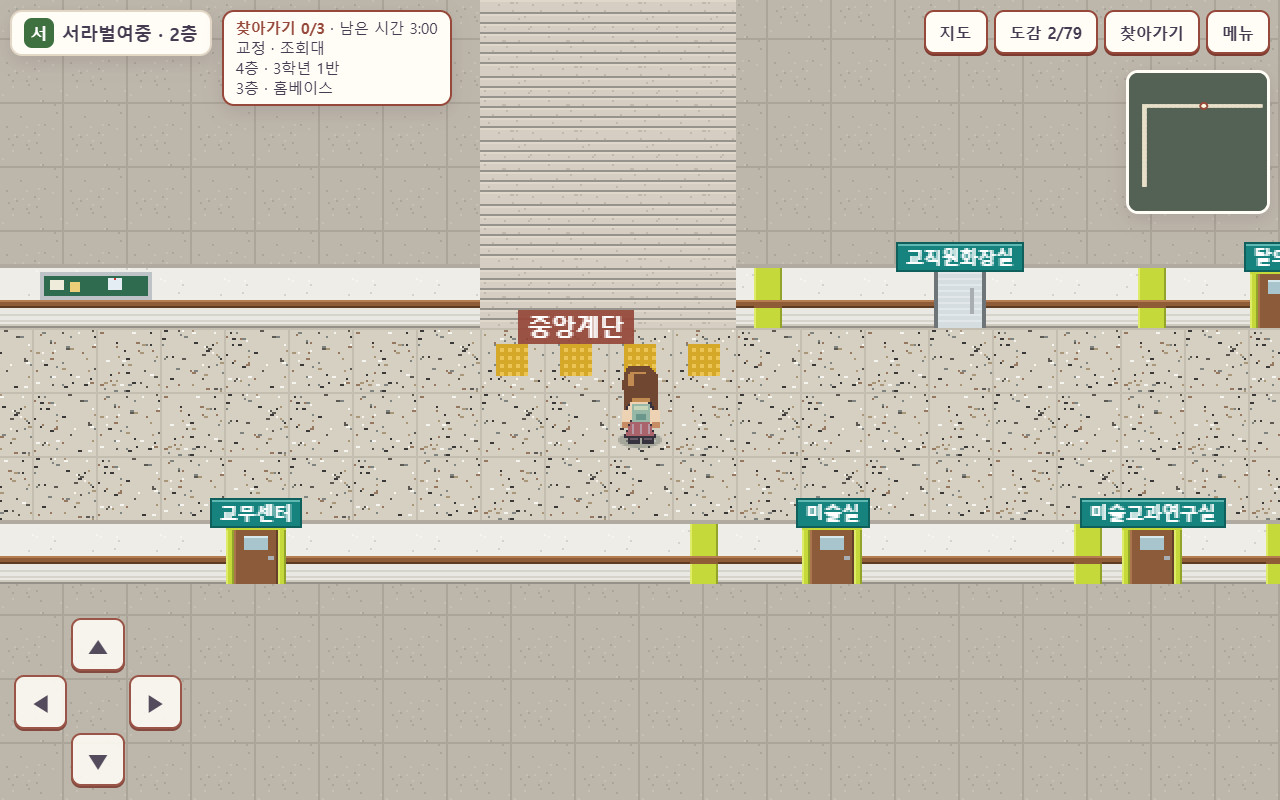 서 서라벌여중 · 2층
찾아가기 0/3 · 남은 시간 3:00
교정 · 조회대
4층 · 3학년 1반
3층 · 홈베이스
지도
도감 2/79
찾아가기
메뉴
교직원화장실
중앙계단
교무센터
미술실
미술교과연구실